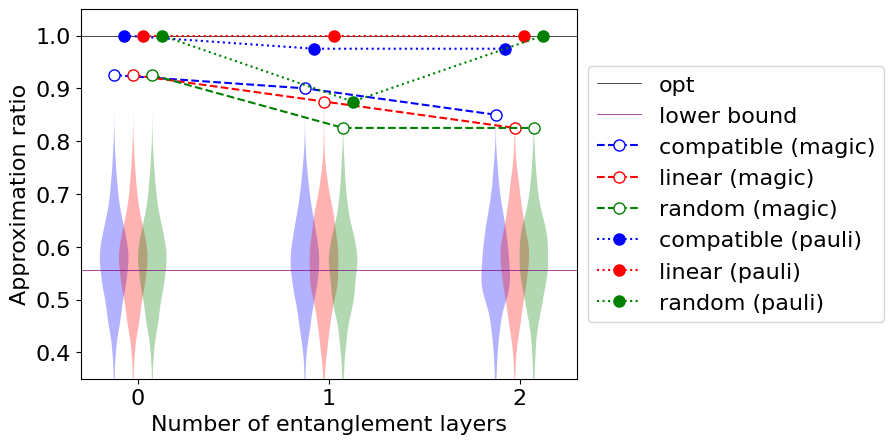 1.0
0.9
0.8
0.7
0.6
0.5
0.4
Approximation ratio
0
1
2
Number of entanglement layers
opt
lower bound
compatible (magic)
linear (magic)
random (magic)
compatible (pauli)
linear (pauli)
random (pauli)